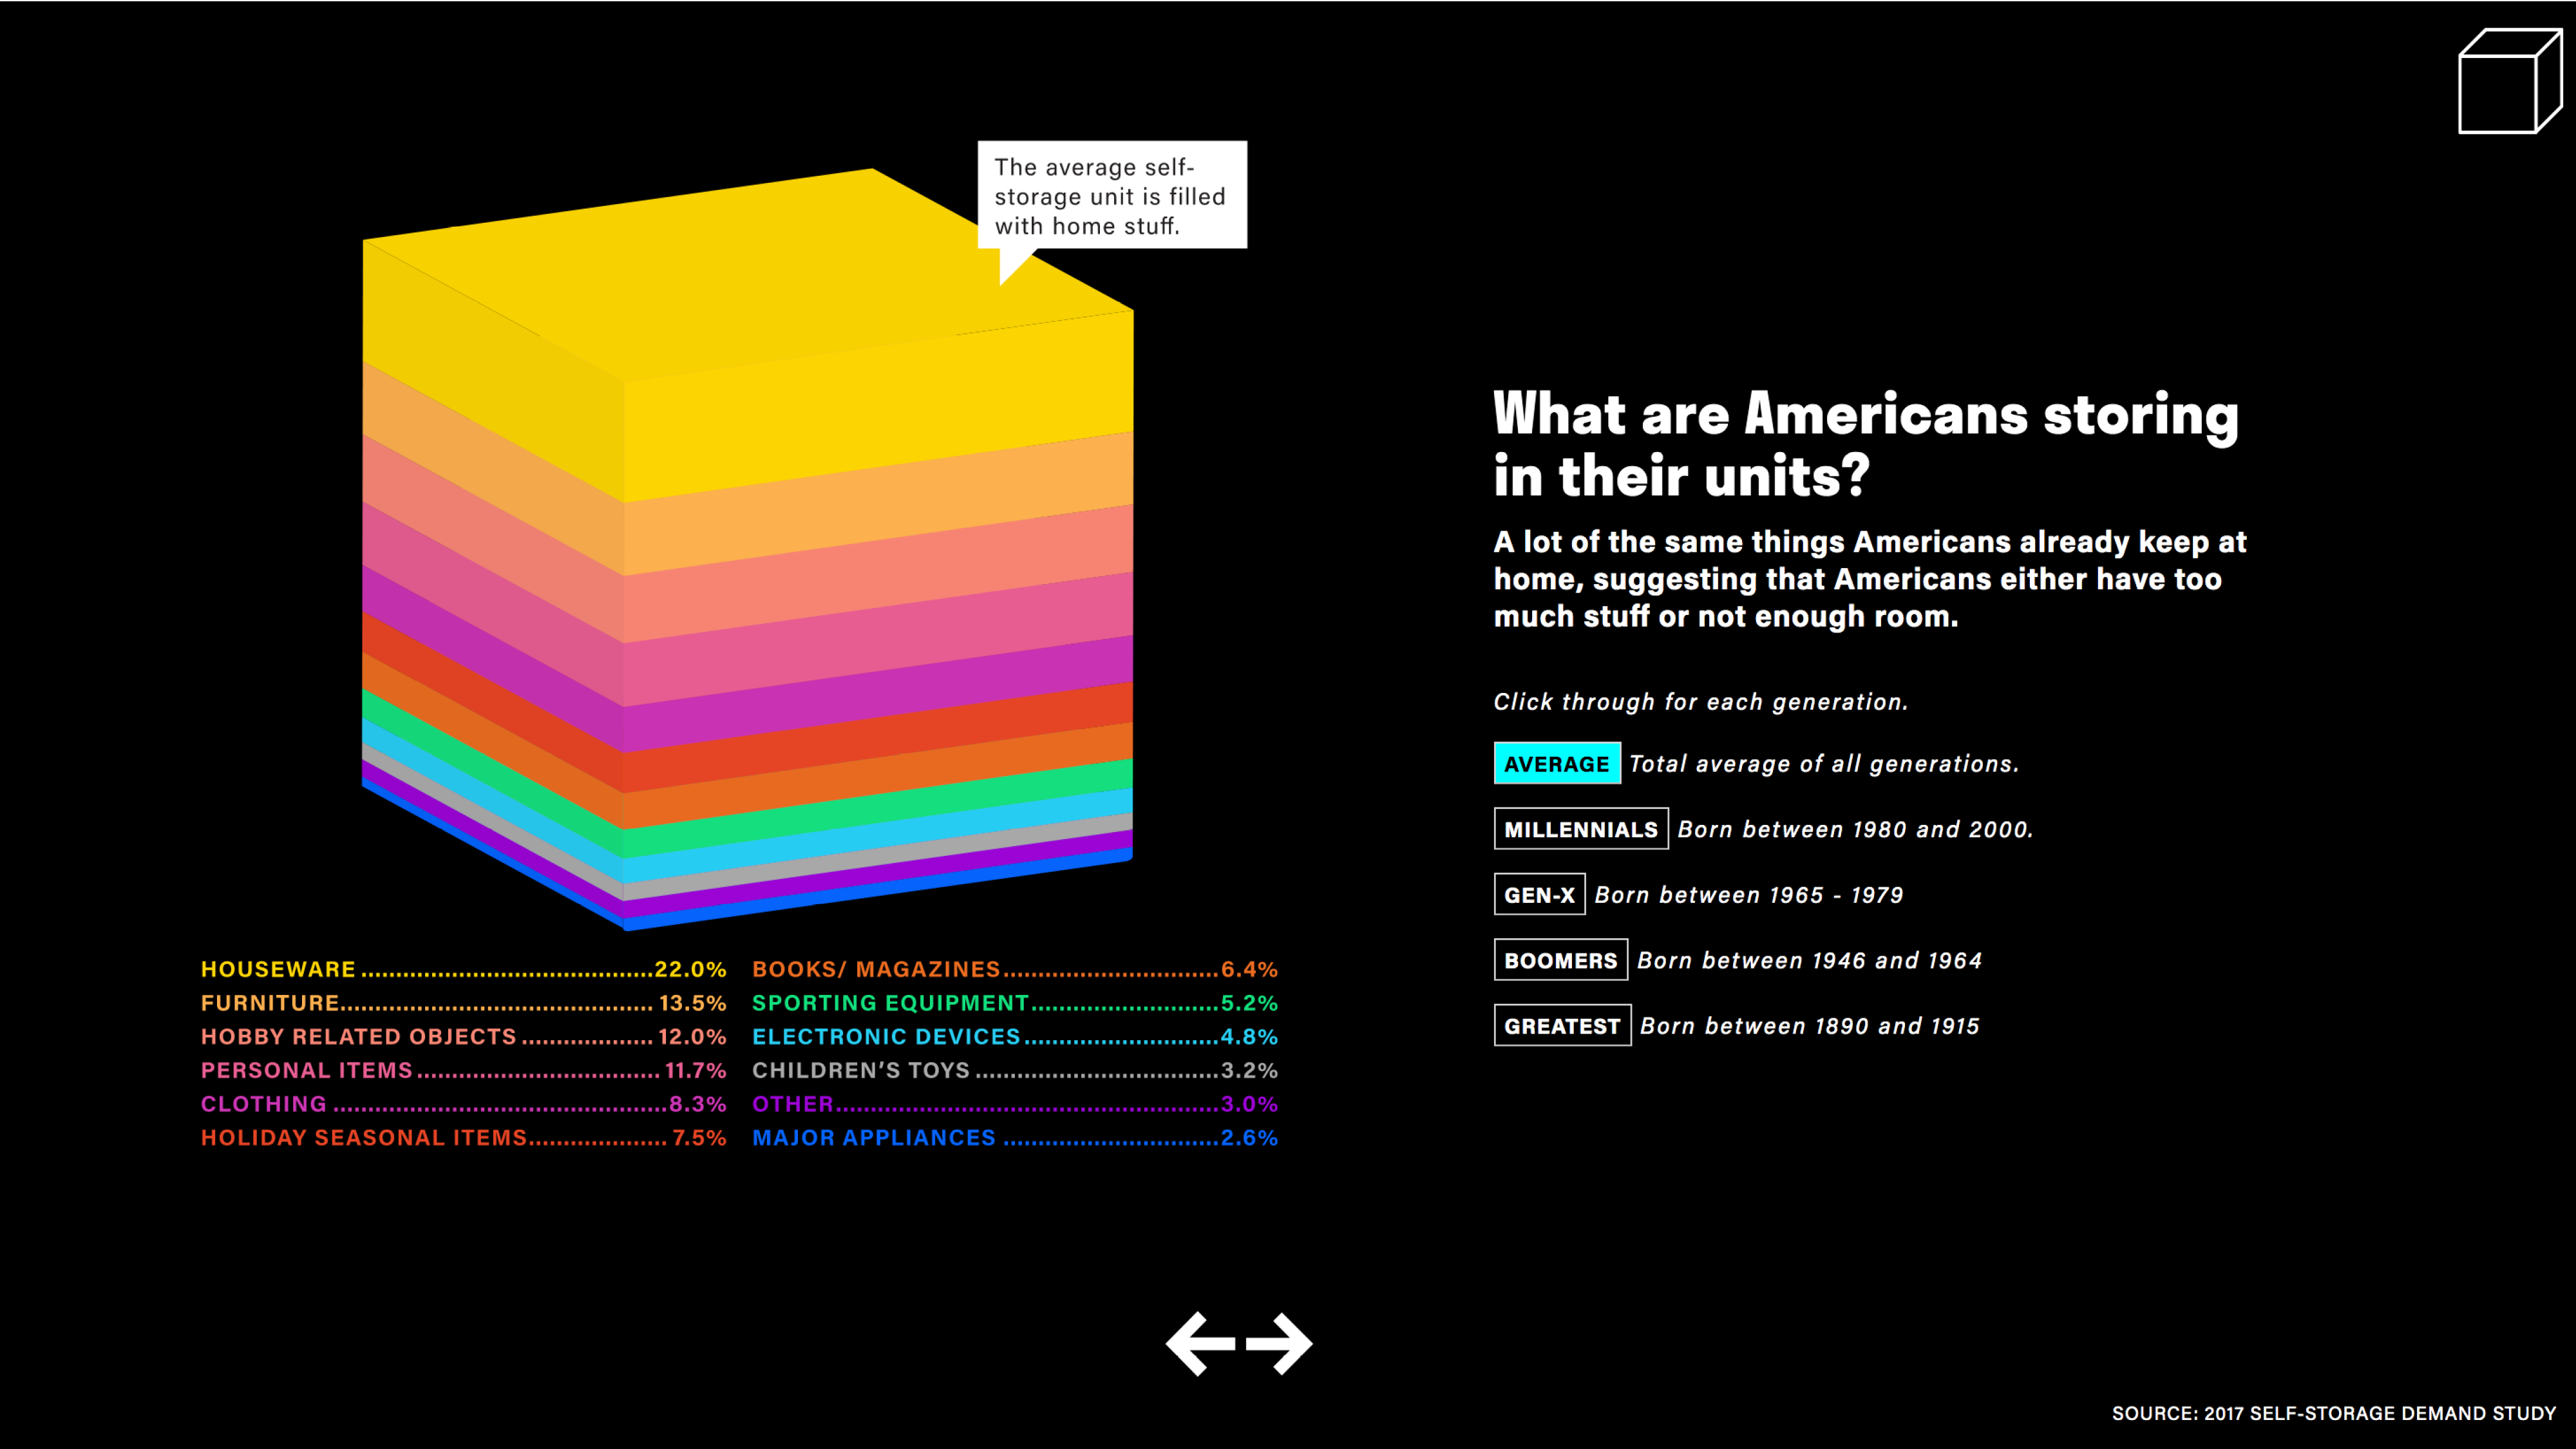 The average self-
storage unit is filled
with home stuff.
What are Americans storing
in their units?
A lot of the same things Americans already keep at
home, suggesting that Americans either have too
much stuff or not enough room.
Click through for each generation.
AVERAGE Total average of all generations.
MILLENNIALS Born between 1980 and 2000.
GEN-X Born between 1965 - 1979
BOOMERS Born between 1946 and 1964
GREATEST Born between 1890 and 1915
HOUSEWARE 22.0%
FURNITURE 13.5%
HOBBY RELATED OBJECTS 12.0%
PERSONAL ITEMS 11.7%
CLOTHING 8.3%
HOLIDAY SEASONAL ITEMS 7.5%
BOOKS/ MAGAZINES 6.4%
SPORTING EQUIPMENT 5.2%
ELECTRONIC DEVICES 4.8%
CHILDREN'S TOYS 3.2%
OTHER 3.0%
MAJOR APPLIANCES 2.6%
SOURCE: 2017 SELF-STORAGE DEMAND STUDY